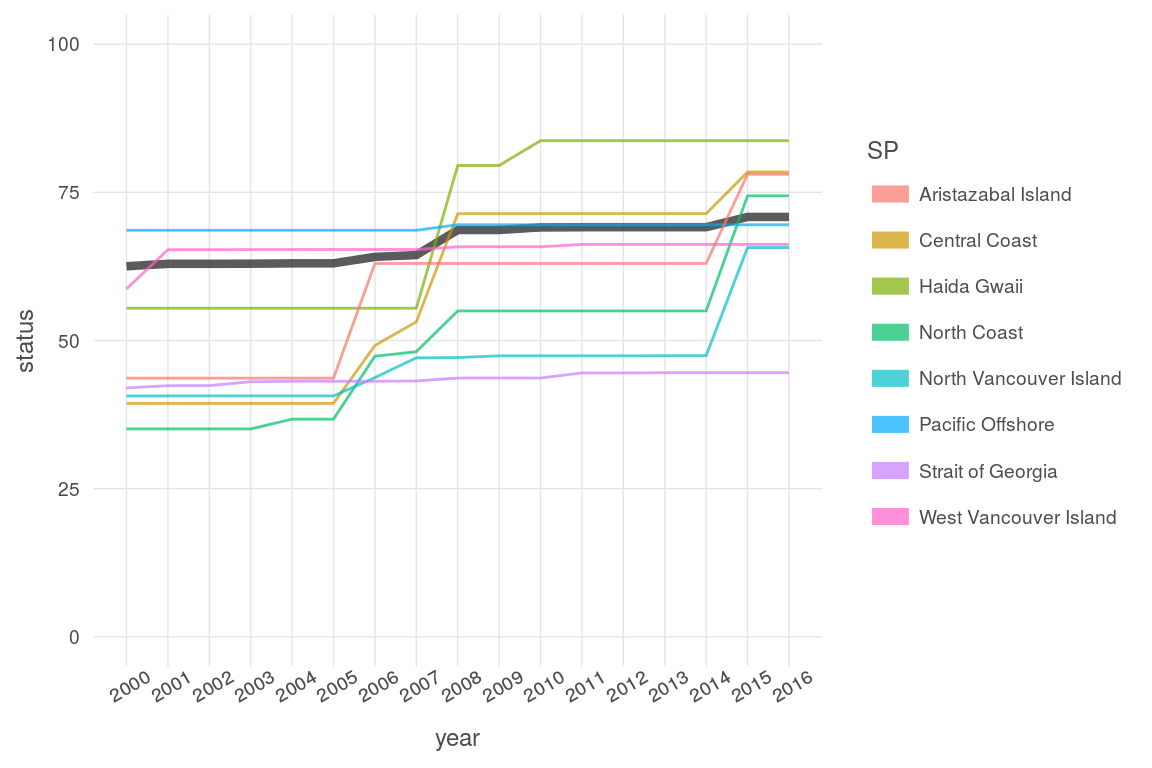 100
75
50
25
0
status
2000 2001 2002 2003 2004 2005 2006 2007 2008 2009 2010 2011 2012 2013 2014 2015 2016
year
SP
Aristazabal Island
Central Coast
Haida Gwaii
North Coast
North Vancouver Island
Pacific Offshore
Strait of Georgia
West Vancouver Island